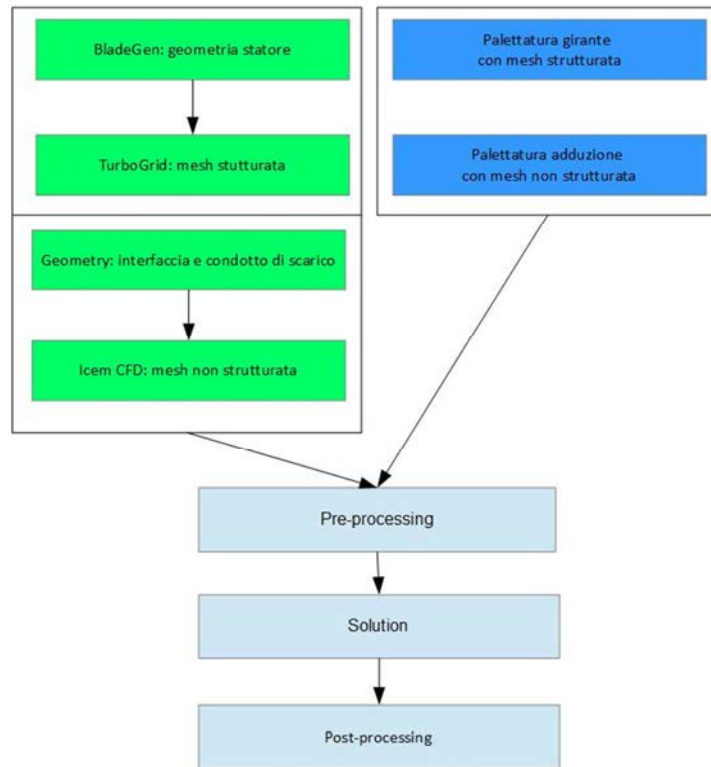 BladeGen: geometria statore
TurboGrid: mesh stutturata
Geometry: interfaccia e condotto di scarico
Icem CFD: mesh non strutturata
Palettatura girante
con mesh strutturata
Palettatura adduzione
con mesh non strutturata
Pre-processing
Solution
Post-processing